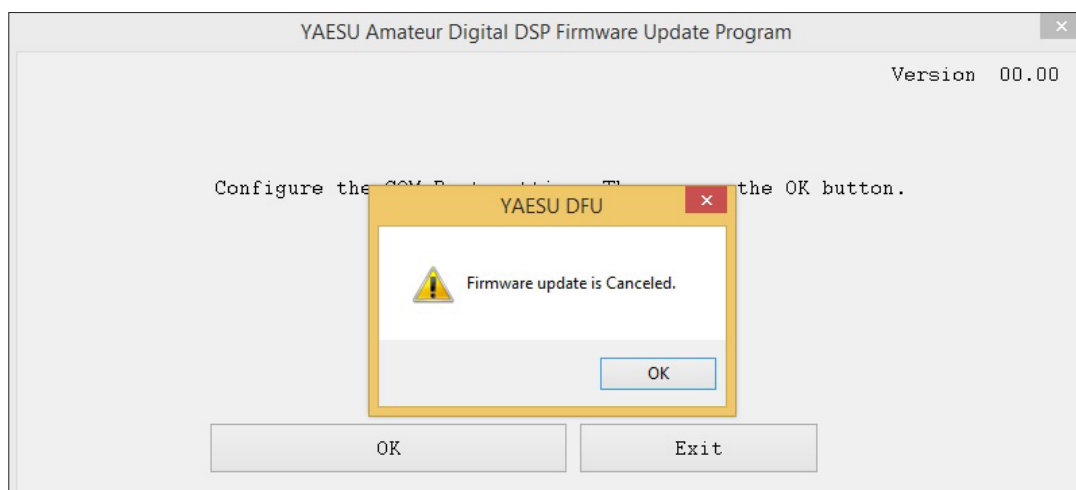 YAESU Amateur Digital DSP Firmware Update Program
Version 00.00
Configure the the OK button.
YAESU DFU
Firmware update is Canceled.
OK
OK Exit